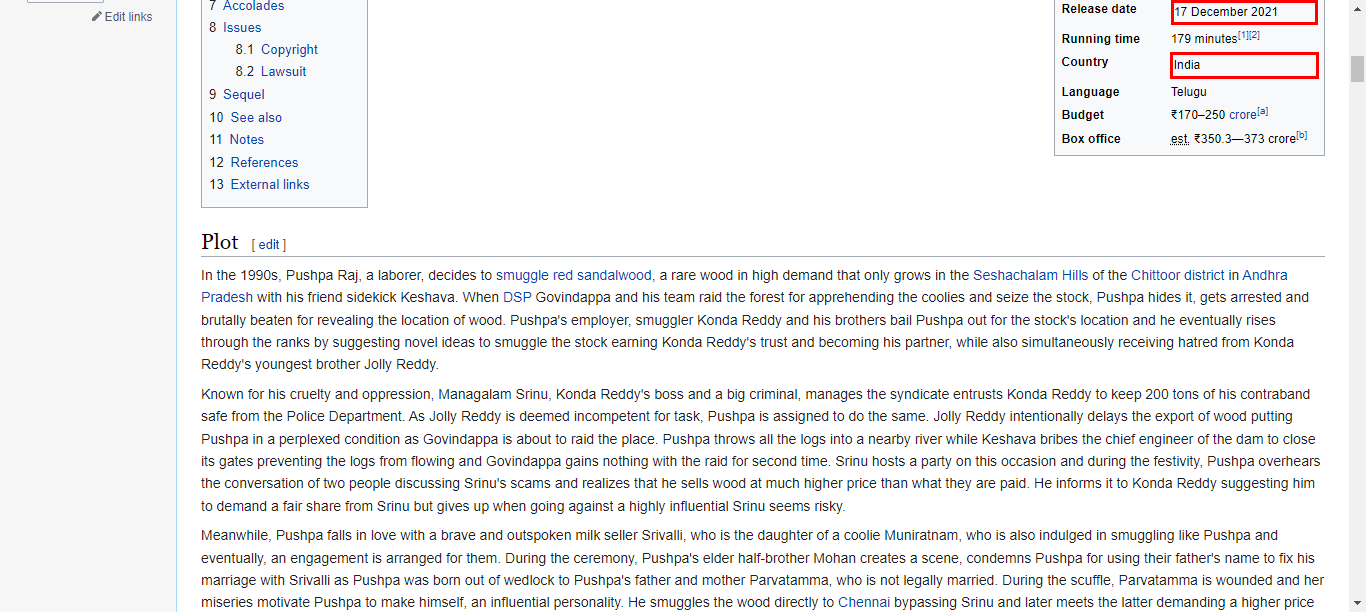 Edit links
7 Accolades
8 Issues
8.1 Copyright
8.2 Lawsuit
9 Sequel
10 See also
11 Notes
12 References
13 External links
Release date 17 December 2021
Running time 179 minutes[1][2]
Country India
Language Telugu
Budget ₹170–250 crore[a]
Box office est. ₹350.3—373 crore[b]
Plot [ edit ]
In the 1990s, Pushpa Raj, a laborer, decides to smuggle red sandalwood, a rare wood in high demand that only grows in the Seshachalam Hills of the Chittoor district in Andhra
Pradesh with his friend sidekick Keshava. When DSP Govindappa and his team raid the forest for apprehending the coolies and seize the stock, Pushpa hides it, gets arrested and
brutally beaten for revealing the location of wood. Pushpa's employer, smuggler Konda Reddy and his brothers bail Pushpa out for the stock's location and he eventually rises
through the ranks by suggesting novel ideas to smuggle the stock earning Konda Reddy's trust and becoming his partner, while also simultaneously receiving hatred from Konda
Reddy's youngest brother Jolly Reddy.
Known for his cruelty and oppression, Managalam Srinu, Konda Reddy's boss and a big criminal, manages the syndicate entrusts Konda Reddy to keep 200 tons of his contraband
safe from the Police Department. As Jolly Reddy is deemed incompetent for task, Pushpa is assigned to do the same. Jolly Reddy intentionally delays the export of wood putting
Pushpa in a perplexed condition as Govindappa is about to raid the place. Pushpa throws all the logs into a nearby river while Keshava bribes the chief engineer of the dam to close
its gates preventing the logs from flowing and Govindappa gains nothing with the raid for second time. Srinu hosts a party on this occasion and during the festivity, Pushpa overhears
the conversation of two people discussing Srinu's scams and realizes that he sells wood at much higher price than what they are paid. He informs it to Konda Reddy suggesting him
to demand a fair share from Srinu but gives up when going against a highly influential Srinu seems risky.
Meanwhile, Pushpa falls in love with a brave and outspoken milk seller Srivalli, who is the daughter of a coolie Muniratnam, who is also indulged in smuggling like Pushpa and
eventually, an engagement is arranged for them. During the ceremony, Pushpa's elder half-brother Mohan creates a scene, condemns Pushpa for using their father's name to fix his
marriage with Srivalli as Pushpa was born out of wedlock to Pushpa's father and mother Parvatamma, who is not legally married. During the scuffle, Parvatamma is wounded and her
miseries motivate Pushpa to make himself, an influential personality. He smuggles the wood directly to Chennai bypassing Srinu and later meets the latter demanding a higher price